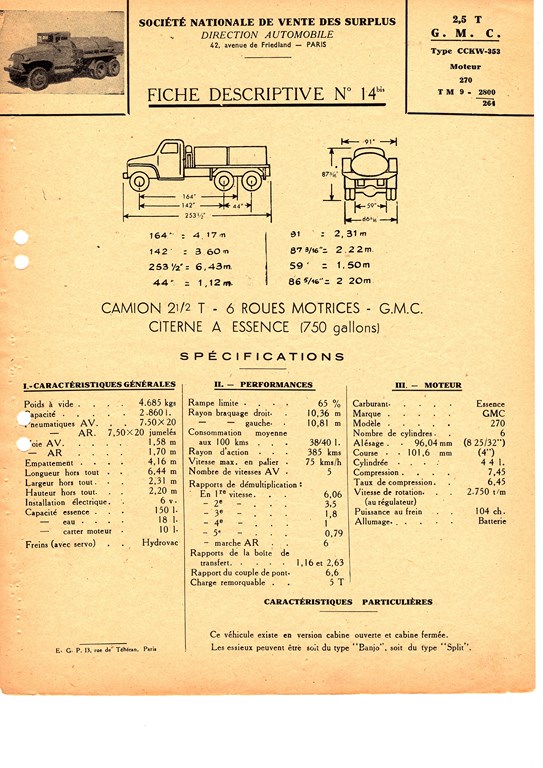 SOCIÉTÉ NATIONALE DE VENTE DES SURPLUS
DIRECTION AUTOMOBILE
42, avenue de Friedland — PARIS
FICHE DESCRIPTIVE N° 14bis
2,5 T
G. M. C.
Type CCKW-353
Moteur
270
T M 9 - 2800
264
164"
142"
44"
253 ½"
91"
87 3/16"
59"
164" = 4,17 m
142" = 3 60 m
253 1/2" = 6,43 m.
44" = 1,12 m.
91 = 2,31 m
87 3/16" = 2.22 m.
59" = 1.50 m
86 5/16" = 2 20 m.
CAMION 2 1/2 T - 6 ROUES MOTRICES - G.M.C.
CITERNE A ESSENCE (750 gallons)
SPÉCIFICATIONS
I.- CARACTÉRISTIQUES GÉNÉRALES
Poids à vide . . . . 4.685 kgs
Capacité . . . . . 2.860 l.
Pneumatiques AV. . . 7.50×20
— AR. 7,50×20 jumelés
Voie AV. . . . . . 1,58 m
— AR . . . . . 1,70 m
Empattement . . . . 4,16 m
Longueur hors tout . . . 6,44 m
Largeur hors tout. . . . 2,31 m
Hauteur hors tout. . . . 2,20 m
Installation électrique. . . 6 v.
Capacité essence . . . . 150 l
— eau . . . . . 18 l.
— carter moteur . 10 l.
Freins (avec servo) . . Hydrovac
II. — PERFORMANCES
Rampe limite . . . . 65 %
Rayon braquage droit. . 10,36 m
— — gauche. . 10,81 m
Consommation moyenne
aux 100 kms . . . 38/40 l.
Rayon d'action . . . . 385 kms
Vitesse max. en palier . 75 kms/h
Nombre de vitesses AV . 5
Rapports de démultiplication :
En 1re vitesse. . . . 6,06
— 2e — . . . . 3,5
— 3e — . . . . 1,8
— 4e — . . . . 1
— 5e — . . . . 0,79
— marche AR . . . 6
Rapports de la boîte de
transfert. . . . . 1,16 et 2,63
Rapport du couple de pont- 6,6
Charge remorquable . . 5 T
III. — MOTEUR
Carburant. . . . . Essence
Marque . . . . . GMC
Modèle . . . . . 270
Nombre de cylindres. . . 6
Alésage . . 96,04 mm (8 25/32")
Course . . 101,6 mm (4")
Cylindrée . . . . . 4 4 l.
Compression. . . . . 7,45
Taux de compression. . . 6,45
Vitesse de rotation. . . 2.750 t/m
(au régulateur)
Puissance au frein . . 104 ch.
Allumage. . . . . Batterie
CARACTÉRISTIQUES PARTICULIÈRES
Ce véhicule existe en version cabine ouverte et cabine fermée.
Les essieux peuvent être soit du type "Banjo", soit du type "Split".
E. G. P. 13, rue de Téhéran, Paris